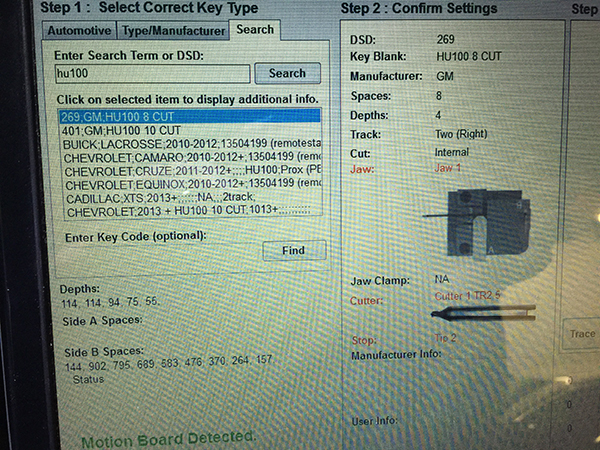 Step 1 : Select Correct Key Type
Automotive Type/Manufacturer Search
Enter Search Term or DSD:
hu100 Search
Click on selected item to display additional info.
269;GM;HU100 8 CUT
401;GM;HU100 10 CUT
BUICK;LACROSSE;2010-2012;13504199 (remotesta
CHEVROLET;CAMARO;2010-2012+;13504199 (remo
CHEVROLET;CRUZE;2011-2012+;;;;HU100;Prox (PE
CHEVROLET;EQUINOX;2010-2012+;13504199 (remo
CADILLAC;XTS;2013+;;;;;;NA;;;2track,
CHEVROLET;2013 + HU100 10 CUT,1013+;;;;;;;;;;
Enter Key Code (optional):
Find
Depths:
114, 114, 94, 75, 55,
Side A Spaces:
Side B Spaces:
144, 902, 795, 689, 583, 476, 370, 264, 157
Status
Motion Board Detected.
Step 2 : Confirm Settings
DSD: 269
Key Blank: HU100 8 CUT
Manufacturer: GM
Spaces: 8
Depths: 4
Track: Two (Right)
Cut: Internal
Jaw: Jaw 1
A
Jaw Clamp: NA
Cutter: Cutter 1 TR2.5
Stop: Tip 2
Manufacturer Info:
User Info:
Step
Trace
0
0